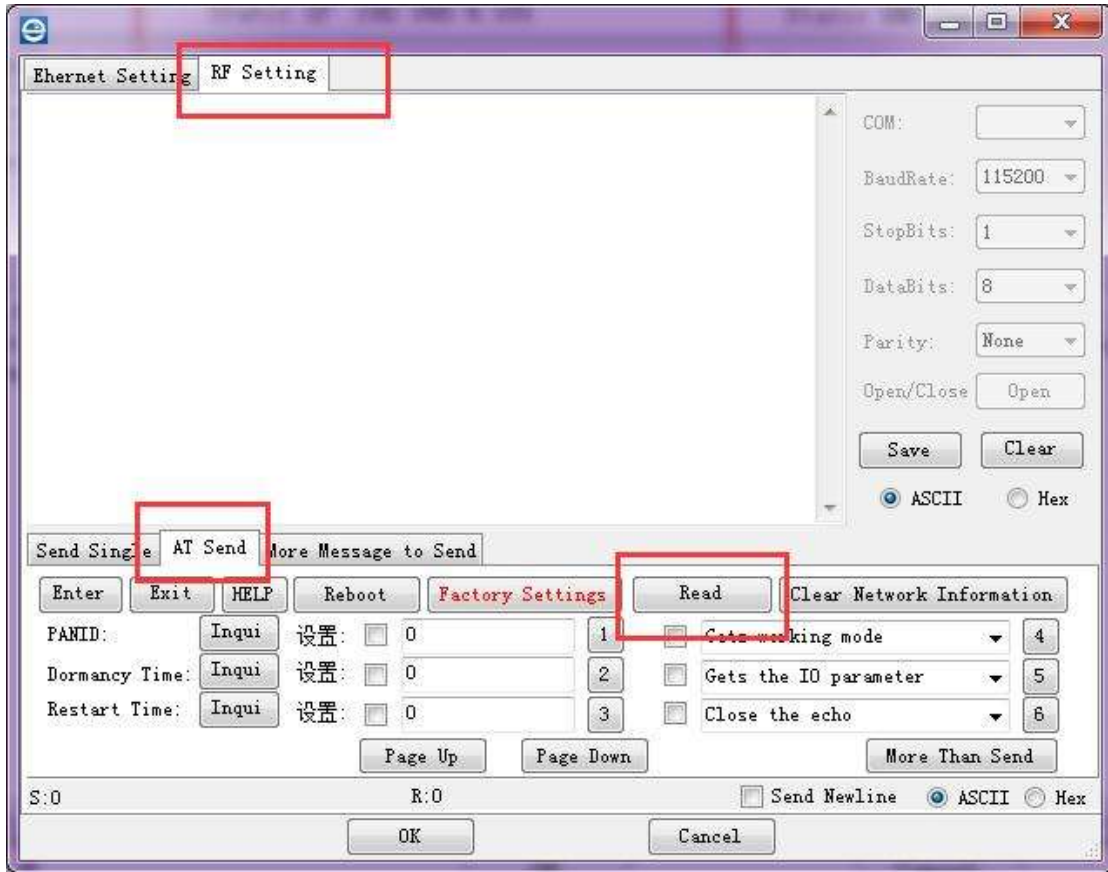 Ehernet Setting RF Setting
COM:
BaudRate: 115200
StopBits: 1
DataBits: 8
Parity: None
Open/Close Open
Save Clear
ASCII Hex
Send Single AT Send More Message to Send
Enter Exit HELP Reboot Factory Settings Read Clear Network Information
PANID: Inqui 设置: 0 1 Gets working mode 4
Dormancy Time: Inqui 设置: 0 2 Gets the IO parameter 5
Restart Time: Inqui 设置: 0 3 Close the echo 6
Page Up Page Down More Than Send
S:0 R:0 Send Newline ASCII Hex
OK Cancel